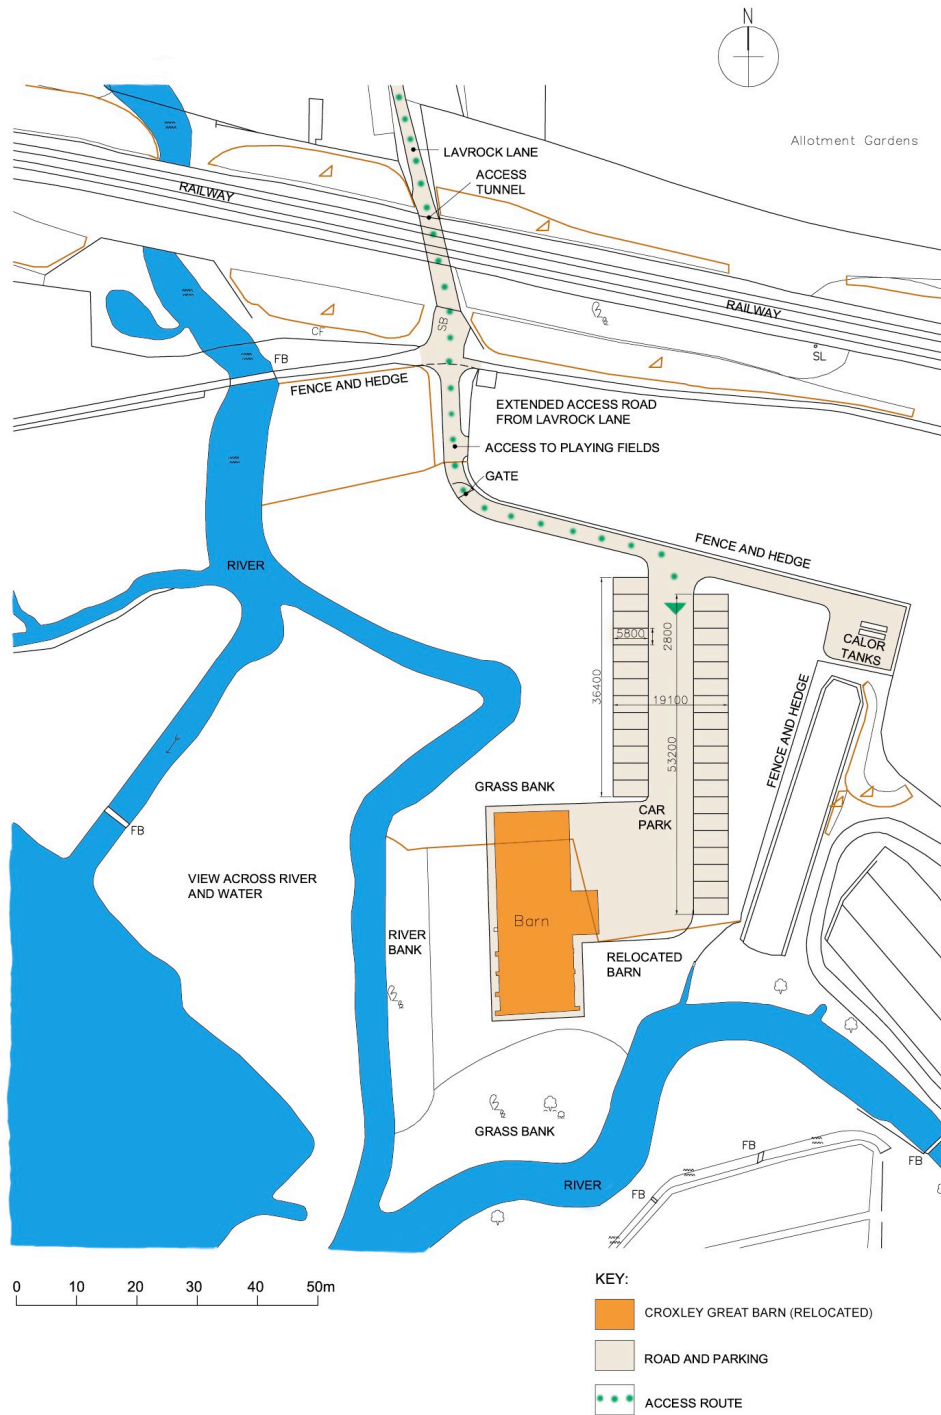 N
Allotment Gardens
LAVROCK LANE
ACCESS
TUNNEL
RAILWAY
RAILWAY
SB
CF
SL
FB
FENCE AND HEDGE
EXTENDED ACCESS ROAD
FROM LAVROCK LANE
ACCESS TO PLAYING FIELDS
GATE
FENCE AND HEDGE
RIVER
5800
2800
CALOR
TANKS
36400
19100
FENCE AND HEDGE
53200
GRASS BANK
CAR
PARK
FB
VIEW ACROSS RIVER
AND WATER
Barn
RIVER
BANK
RELOCATED
BARN
GRASS BANK
FB
FB
RIVER
FB
0 10 20 30 40 50m
KEY:
CROXLEY GREAT BARN (RELOCATED)
ROAD AND PARKING
ACCESS ROUTE